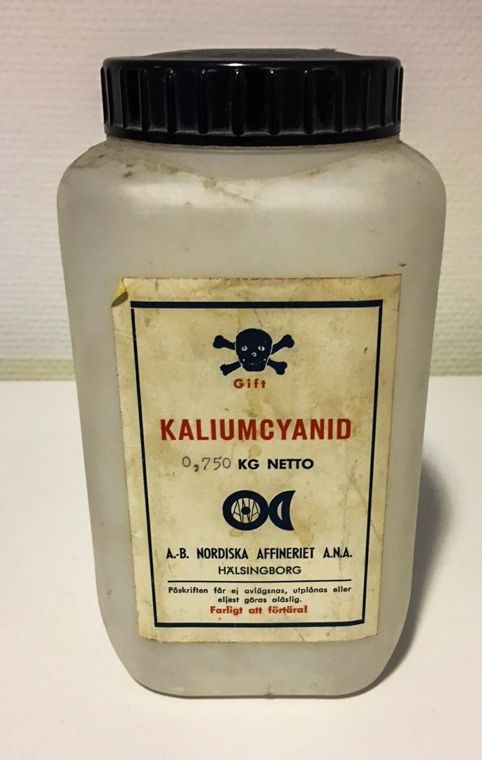 Gift
KALIUMCYANID
0,750 KG NETTO
ANA
A.-B. NORDISKA AFFINERIET A.N.A.
HÄLSINGBORG
Påskriften får ej avlägsnas, utplånas eller
eljest göras oläslig.
Farligt att förtära!